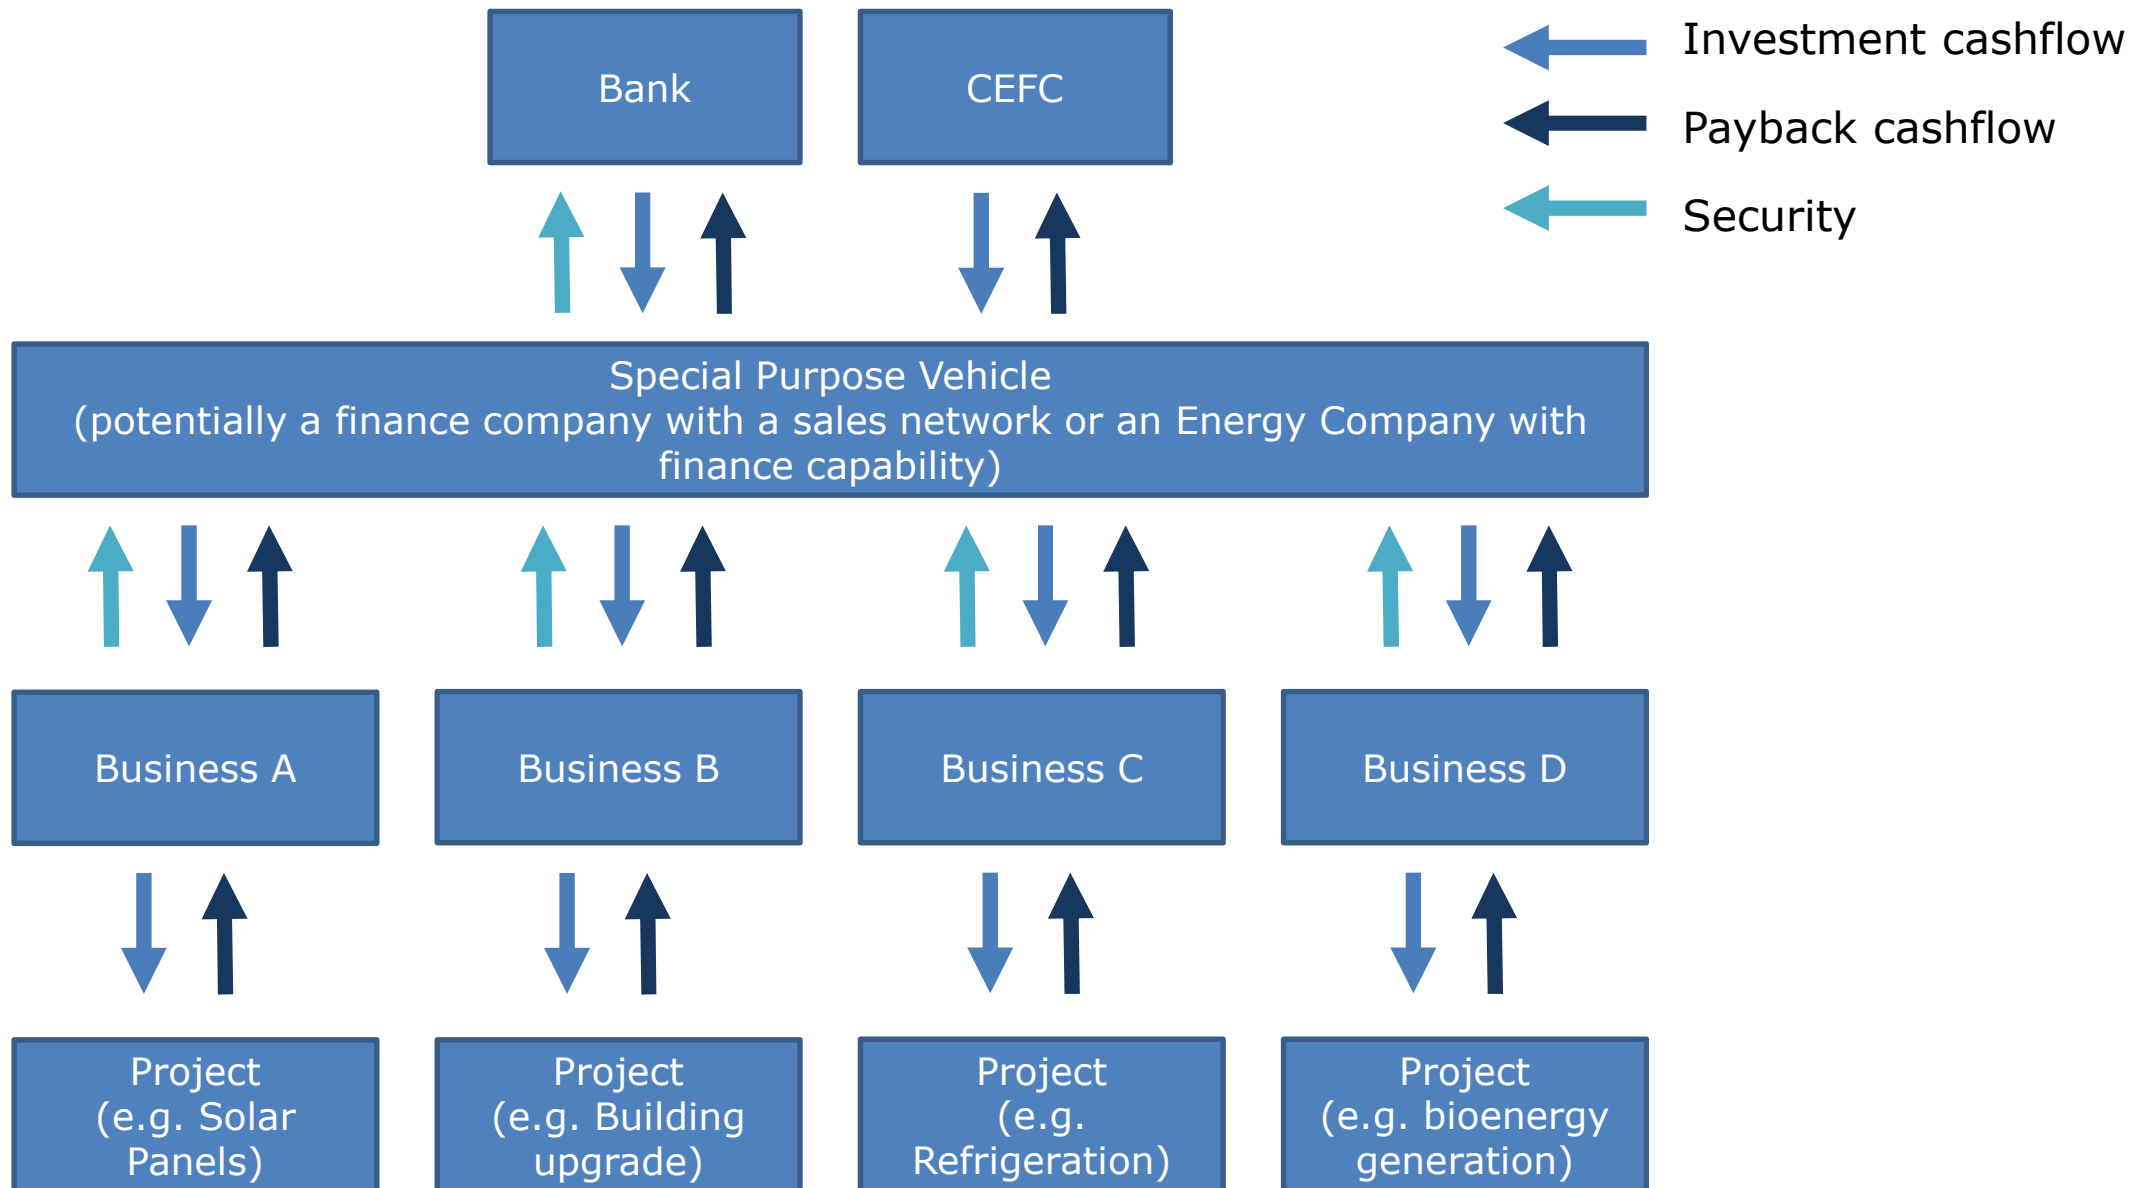 Bank
CEFC
Investment cashflow
Payback cashflow
Security
Special Purpose Vehicle
(potentially a finance company with a sales network or an Energy Company with
finance capability)
Business A
Business B
Business C
Business D
Project
(e.g. Solar
Panels)
Project
(e.g. Building
upgrade)
Project
(e.g.
Refrigeration)
Project
(e.g. bioenergy
generation)